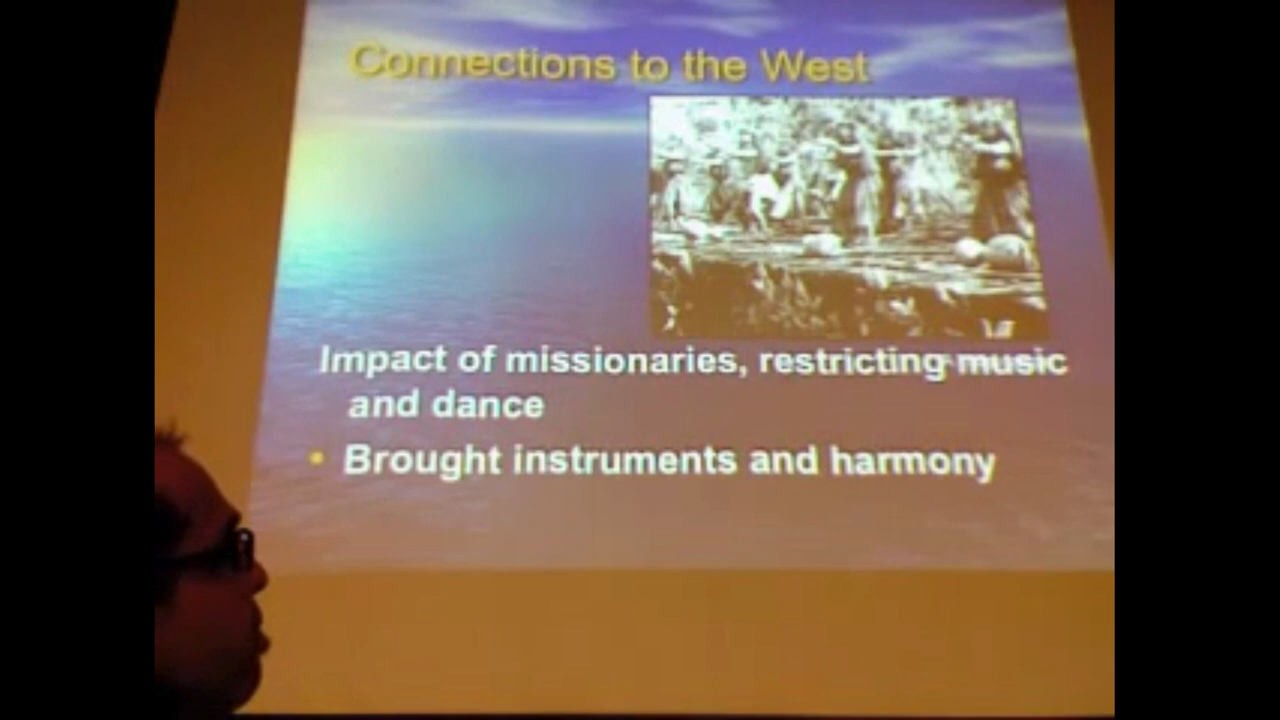 Connections to the West
Impact of missionaries, restricting music
and dance
• Brought instruments and harmony